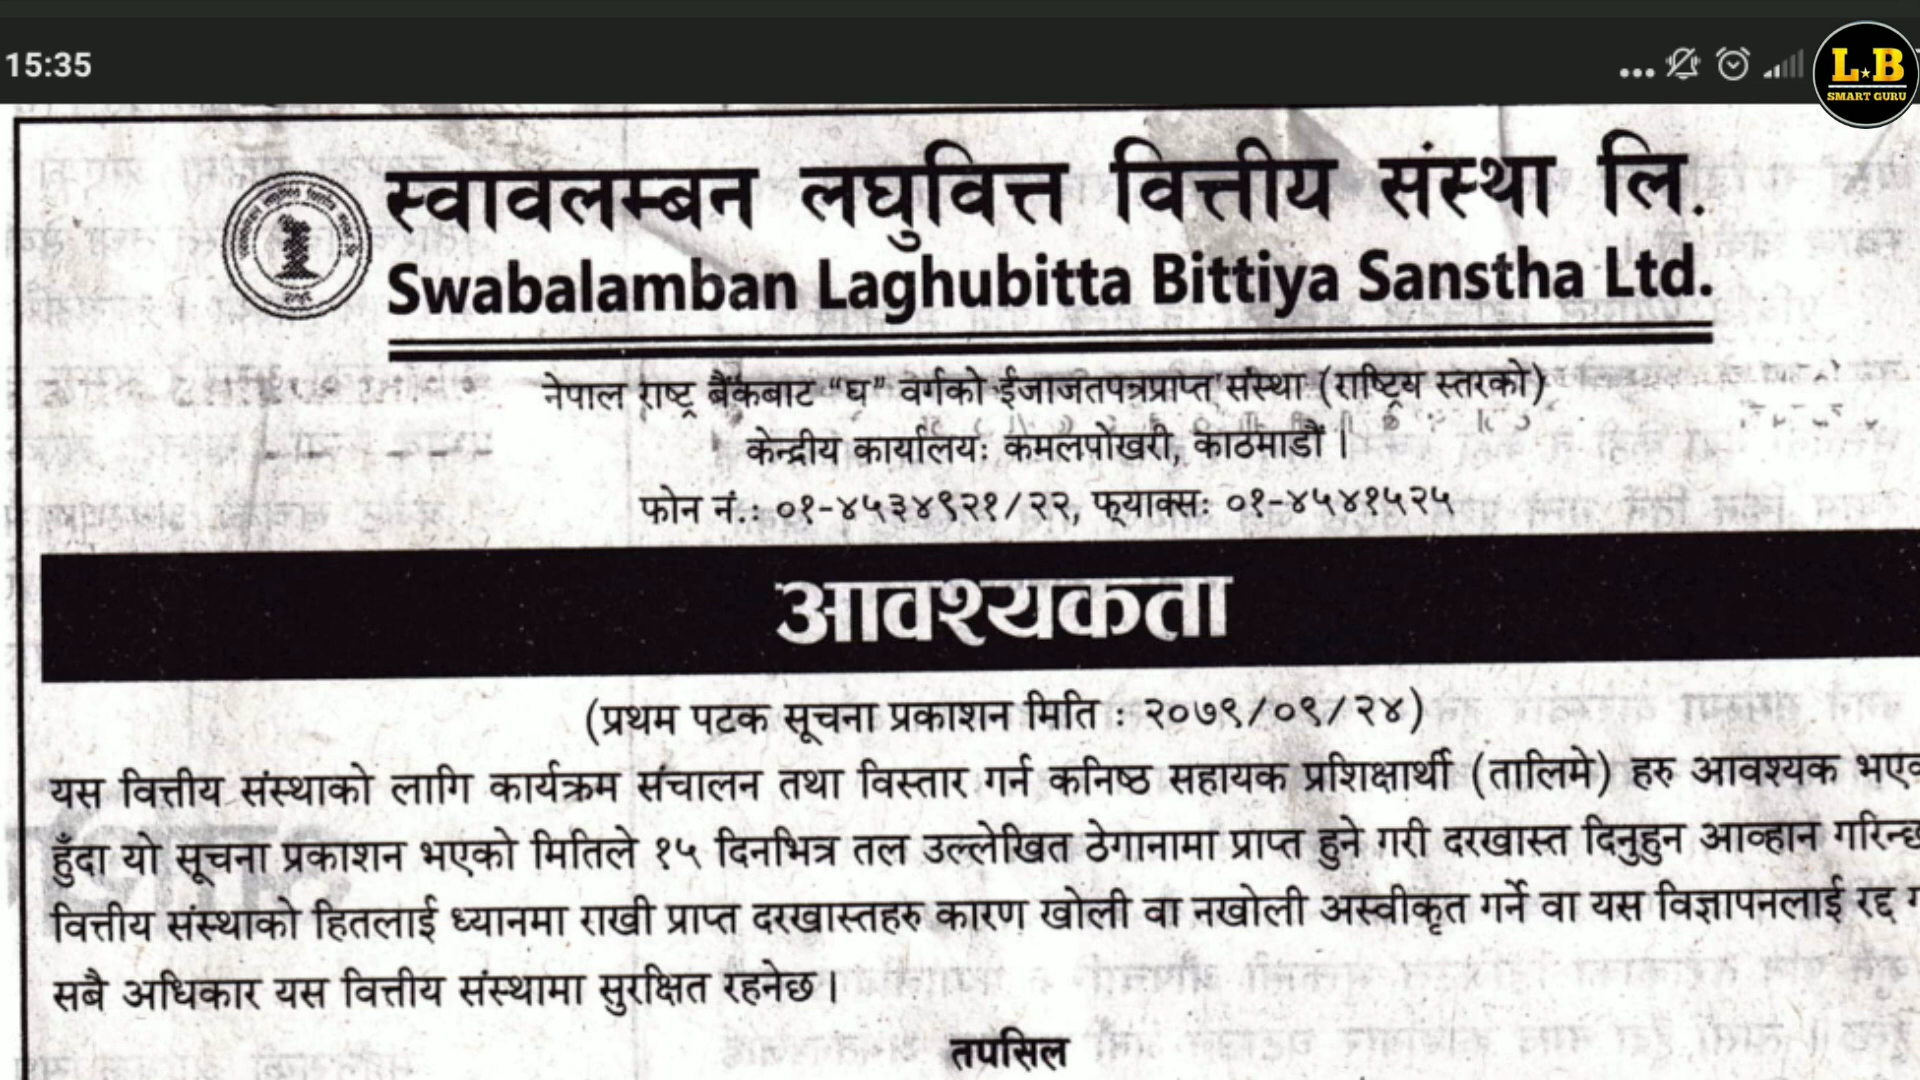 15:35
L★B
SMART GURU
स्वावलम्बन लघुवित्त वित्तीय संस्था लि.
Swabalamban Laghubitta Bittiya Sanstha Ltd.
नेपाल राष्ट्र बैंकबाट “घ” वर्गको ईजाजतपत्रप्राप्त संस्था (राष्ट्रिय स्तरको)
केन्द्रीय कार्यालयः कमलपोखरी, काठमाडौं ।
फोन नं.: ०१-४५३४९२१/२२, फ्याक्सः ०१-४५४१५२५
आवश्यकता
(प्रथम पटक सूचना प्रकाशन मिति : २०७९/०९/२४)
यस वित्तीय संस्थाको लागि कार्यक्रम संचालन तथा विस्तार गर्न कनिष्ठ सहायक प्रशिक्षार्थी (तालिमे) हरु आवश्यक
हुँदा यो सूचना प्रकाशन भएको मितिले १५ दिनभित्र तल उल्लेखित ठेगानामा प्राप्त हुने गरी दरखास्त दिनुहुन आव्हान गरिन्छ
वित्तीय संस्थाको हितलाई ध्यानमा राखी प्राप्त दरखास्तहरु कारण खोली वा नखोली अस्वीकृत गर्ने वा यस विज्ञापनलाई रद्द
सबै अधिकार यस वित्तीय संस्थामा सुरक्षित रहनेछ ।
तपसिल